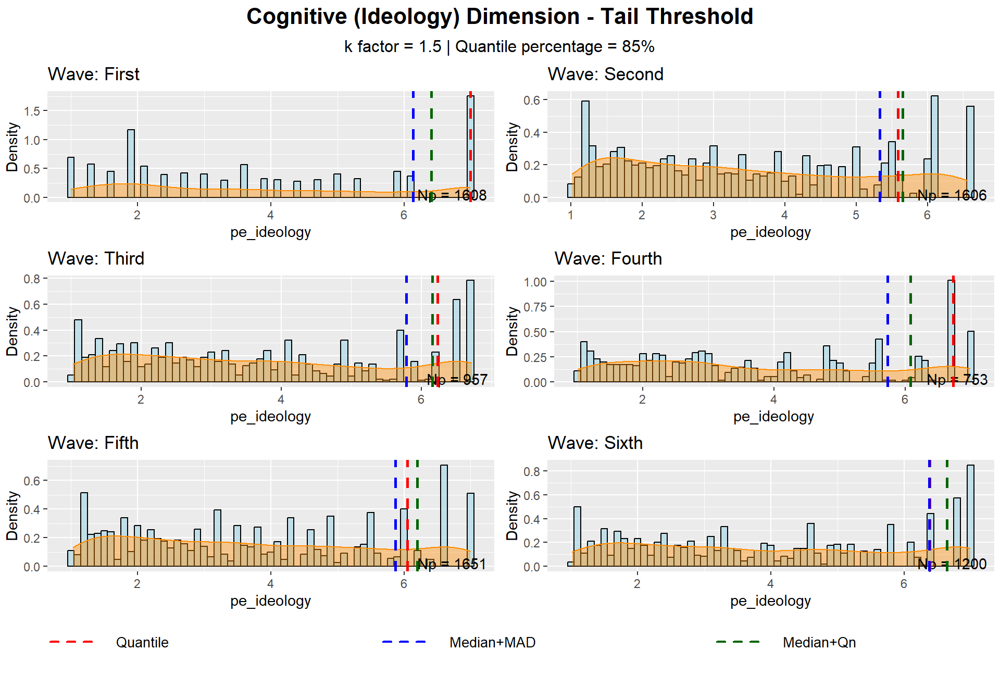 Cognitive (Ideology) Dimension - Tail Threshold
k factor = 1.5 | Quantile percentage = 85%
Wave: First
Density
1.5
1.0
0.5
0.0
Np = 1608
2 4 6
pe_ideology
Wave: Second
Density
0.6
0.4
0.2
0.0
Np = 1606
1 2 3 4 5 6
pe_ideology
Wave: Third
Density
0.8
0.6
0.4
0.2
0.0
Np = 957
2 4 6
pe_ideology
Wave: Fourth
Density
1.00
0.75
0.50
0.25
0.00
Np = 753
2 4 6
pe_ideology
Wave: Fifth
Density
0.6
0.4
0.2
0.0
Np = 1651
2 4 6
pe_ideology
Wave: Sixth
Density
0.8
0.6
0.4
0.2
0.0
Np = 1200
2 4 6
pe_ideology
Quantile Median+MAD Median+Qn